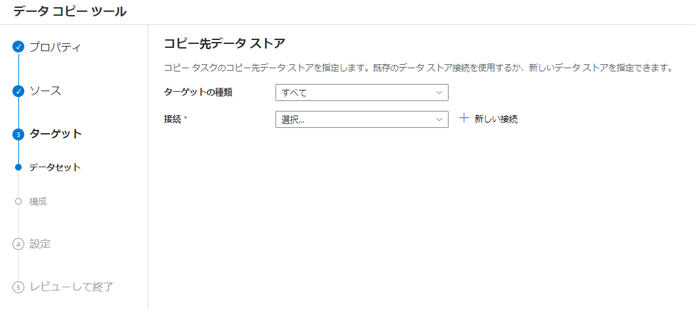 データ コピー ツール
プロパティ
ソース
3 ターゲット
データセット
構成
4 設定
5 レビューして終了
コピー先データ ストア
コピー タスクのコピー先データ ストアを指定します。既存のデータ ストア接続を使用するか、新しいデータ ストアを指定できます。
ターゲットの種類 すべて
接続 * 選択... 新しい接続